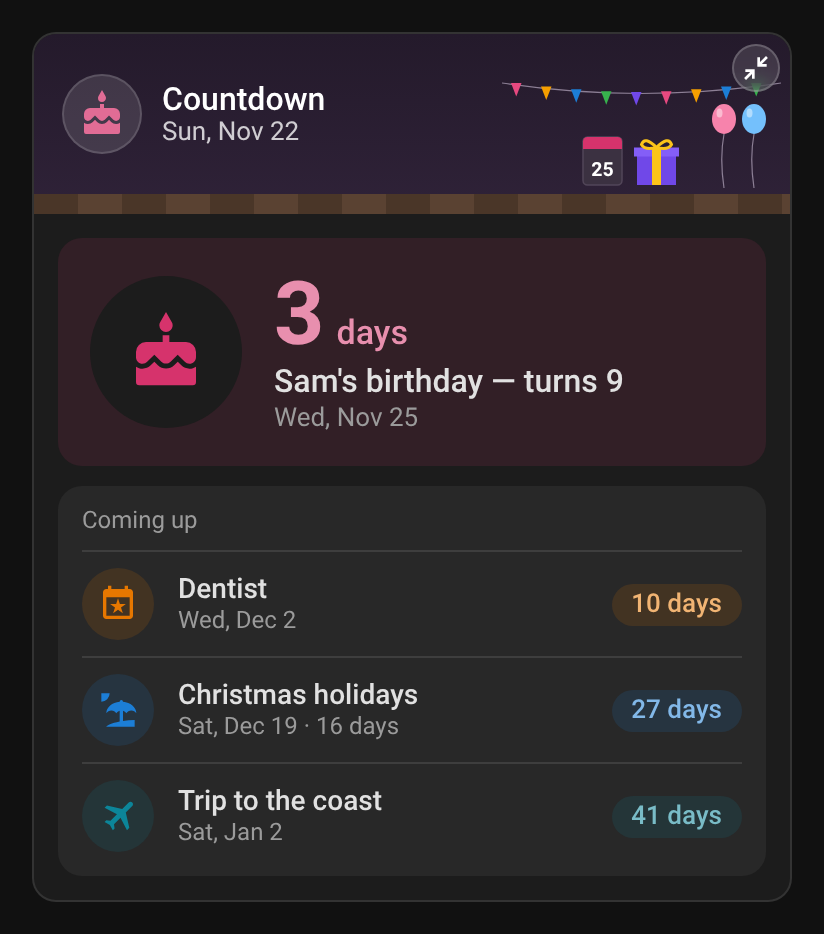 Countdown
Sun, Nov 22
25
3 days
Sam's birthday — turns 9
Wed, Nov 25
Coming up
Dentist
Wed, Dec 2
10 days
Christmas holidays
Sat, Dec 19 · 16 days
27 days
Trip to the coast
Sat, Jan 2
41 days